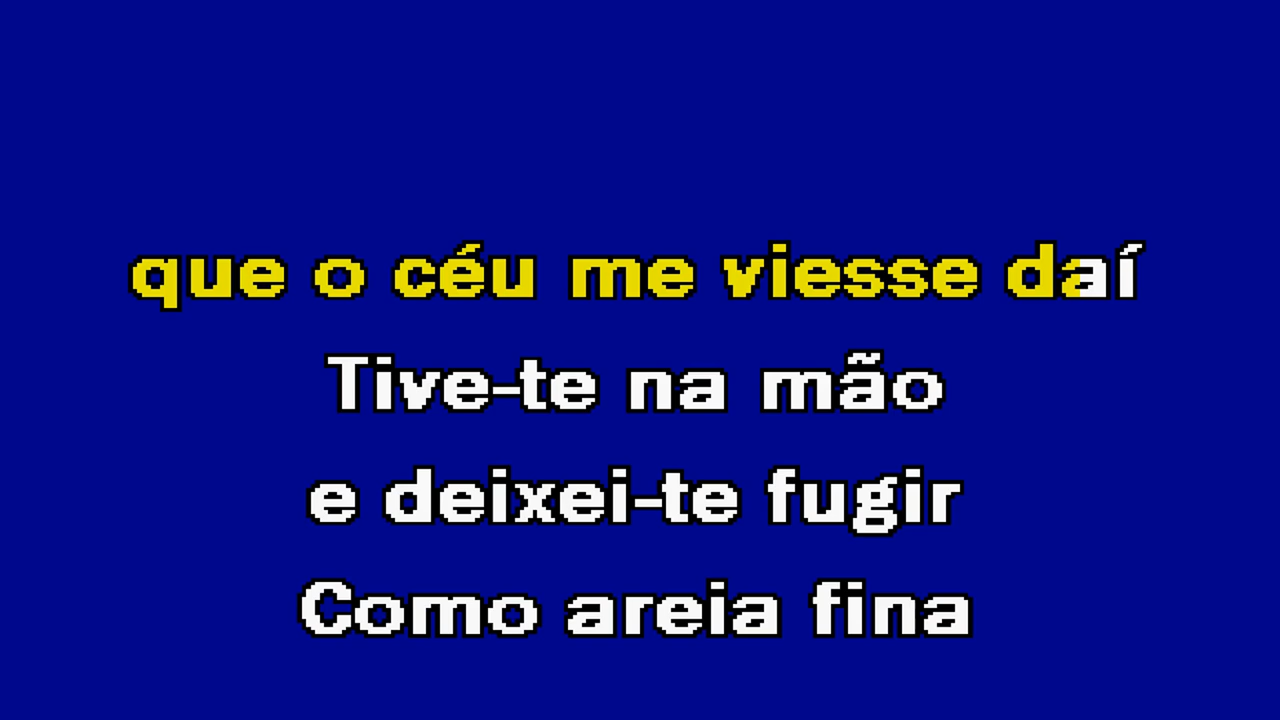 que o céu me viesse daí
Tive-te na mão
e deixei-te fugir
Como areia fina